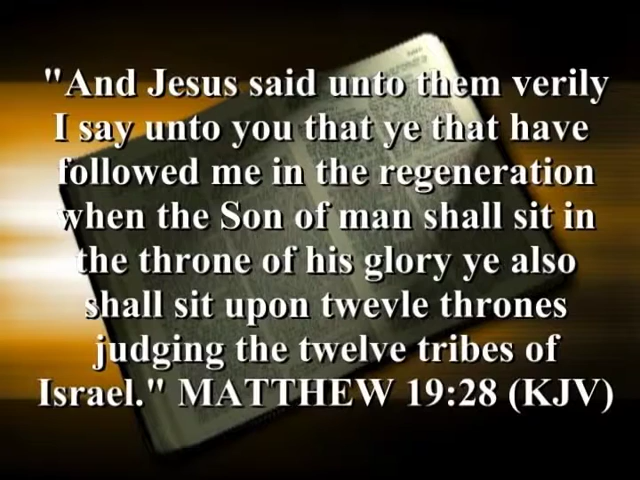 "And Jesus said unto them verily
I say unto you that ye that have
followed me in the regeneration
when the Son of man shall sit in
the throne of his glory ye also
shall sit upon twevle thrones
judging the twelve tribes of
Israel." MATTHEW 19:28 (KJV)